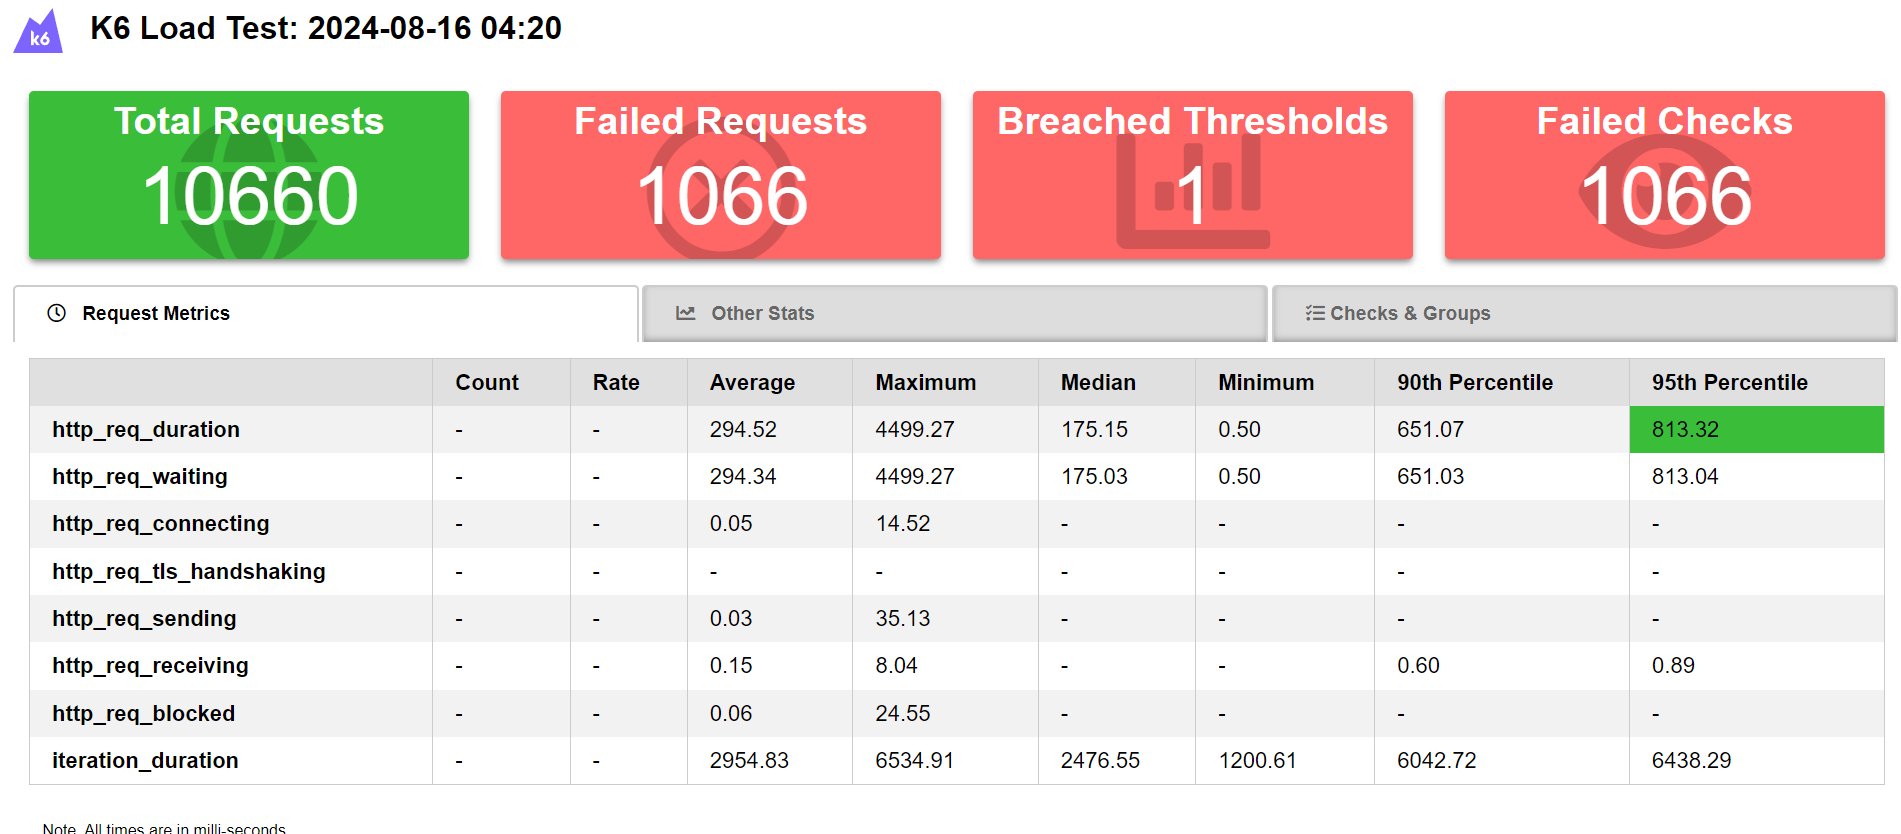 k6
K6 Load Test: 2024-08-16 04:20
Total Requests
10660
Failed Requests
1066
Breached Thresholds
1
Failed Checks
1066
Request Metrics
Other Stats
Checks & Groups
Count Rate Average Maximum Median Minimum 90th Percentile 95th Percentile
http_req_duration - - 294.52 4499.27 175.15 0.50 651.07 813.32
http_req_waiting - - 294.34 4499.27 175.03 0.50 651.03 813.04
http_req_connecting - - 0.05 14.52 - - - -
http_req_tls_handshaking - - - - - - - -
http_req_sending - - 0.03 35.13 - - - -
http_req_receiving - - 0.15 8.04 - - 0.60 0.89
http_req_blocked - - 0.06 24.55 - - - -
iteration_duration - - 2954.83 6534.91 2476.55 1200.61 6042.72 6438.29
Note. All times are in milli-seconds